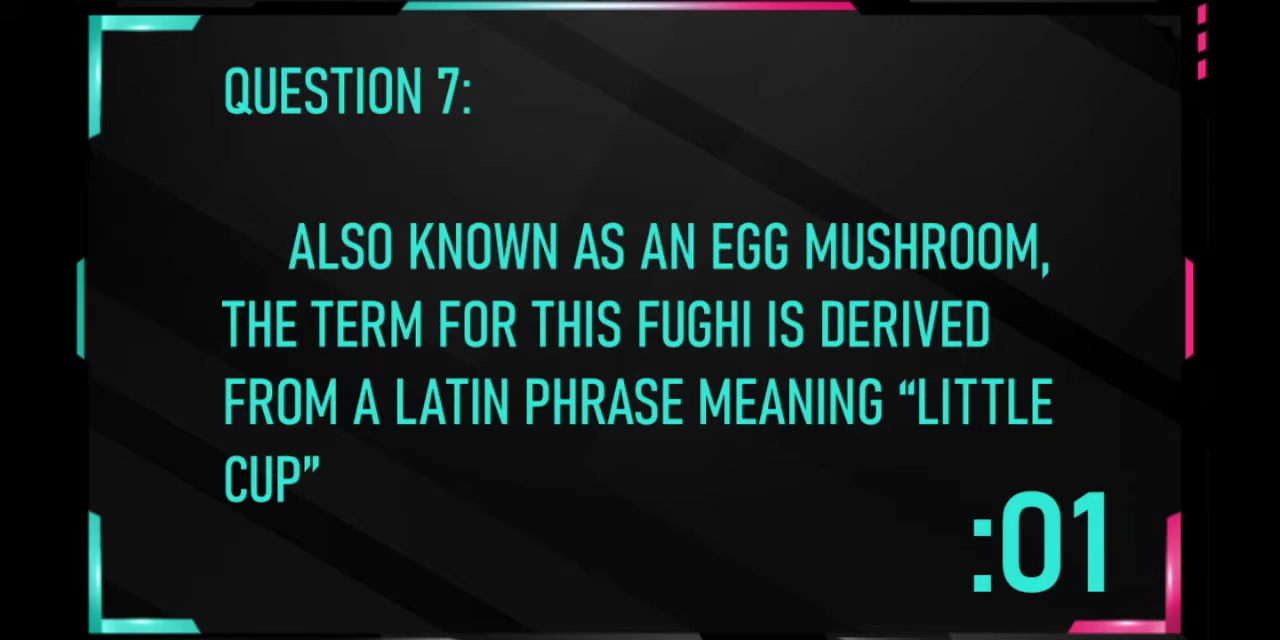 QUESTION 7:
ALSO KNOWN AS AN EGG MUSHROOM,
THE TERM FOR THIS FUGHI IS DERIVED
FROM A LATIN PHRASE MEANING “LITTLE
CUP”
:01